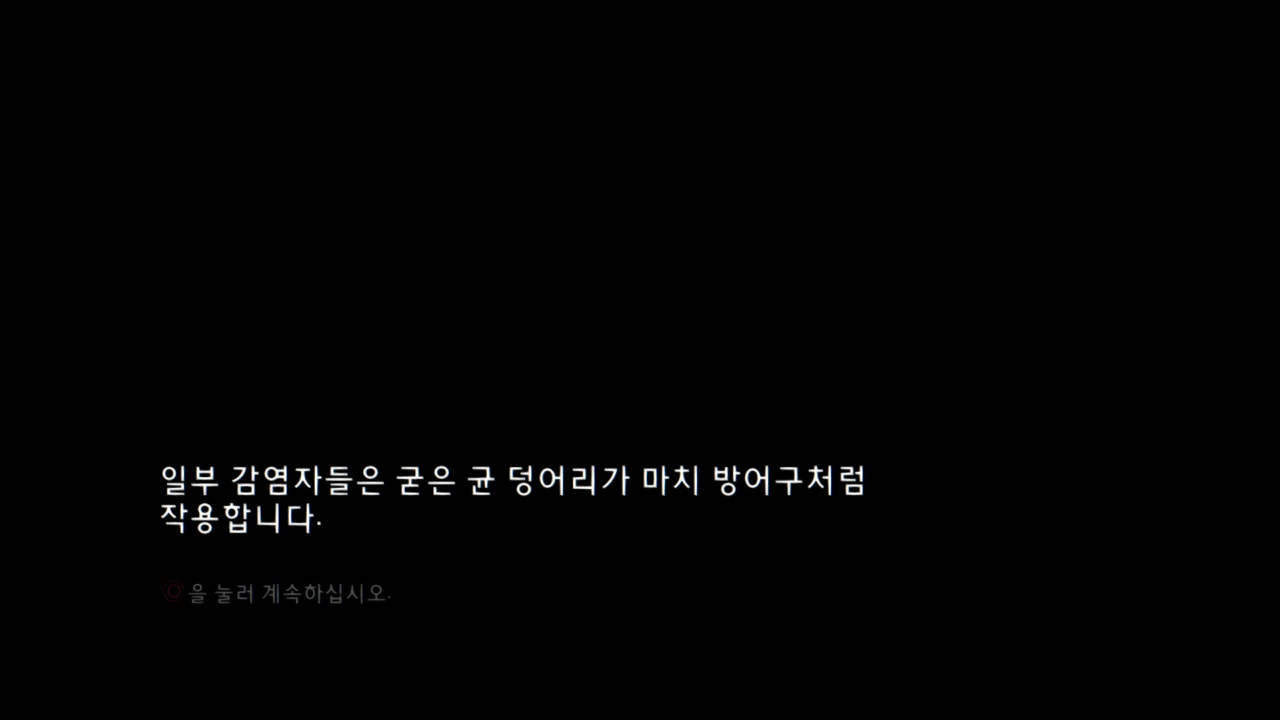 일부 감염자들은 굳은 균 덩어리가 마치 방어구처럼
작용합니다.
을 눌러 계속하십시오.